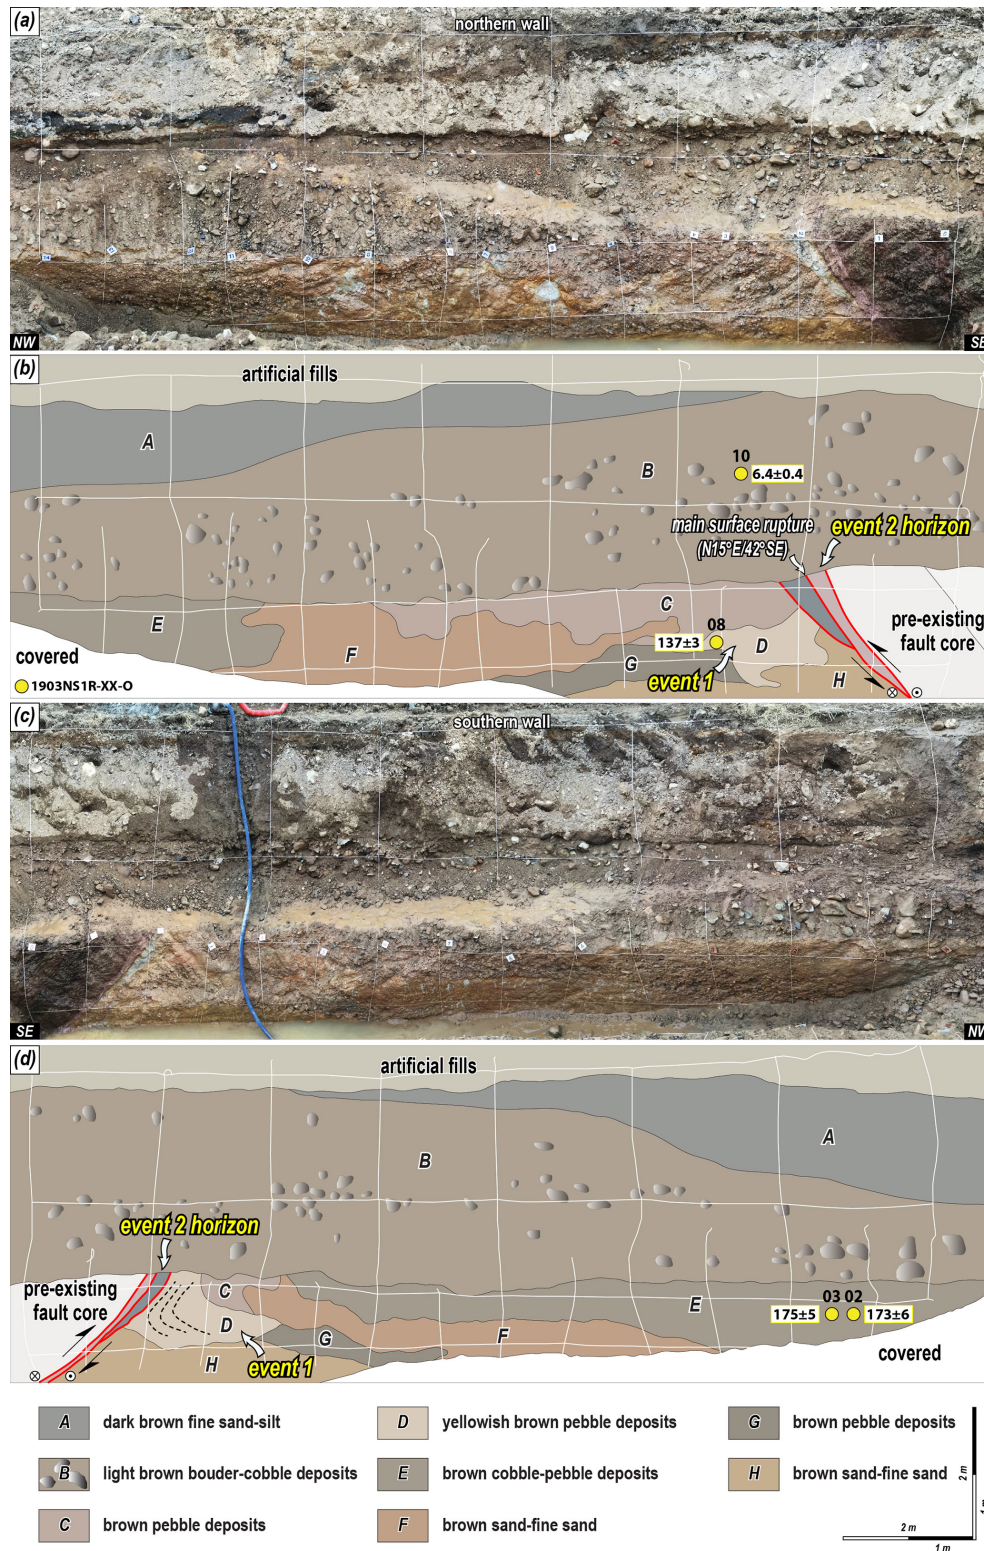 (a)
northern wall
NW
SE
(b)
artificial fills
A
B
10
6.4±0.4
main surface rupture
(N15°E/42°SE)
event 2 horizon
E
C
08
137±3
D
pre-existing
fault core
covered
F
G
event 1
H
1903NS1R-XX-O
(c)
southern wall
SE
NW
(d)
artificial fills
A
B
event 2 horizon
pre-existing
fault core
C
E
03 02
175±5
173±6
D
G
F
event 1
H
covered
A dark brown fine sand-silt
D yellowish brown pebble deposits
G brown pebble deposits
B light brown bouder-cobble deposits
E brown cobble-pebble deposits
H brown sand-fine sand
C brown pebble deposits
F brown sand-fine sand
2 m
2 m
1 m